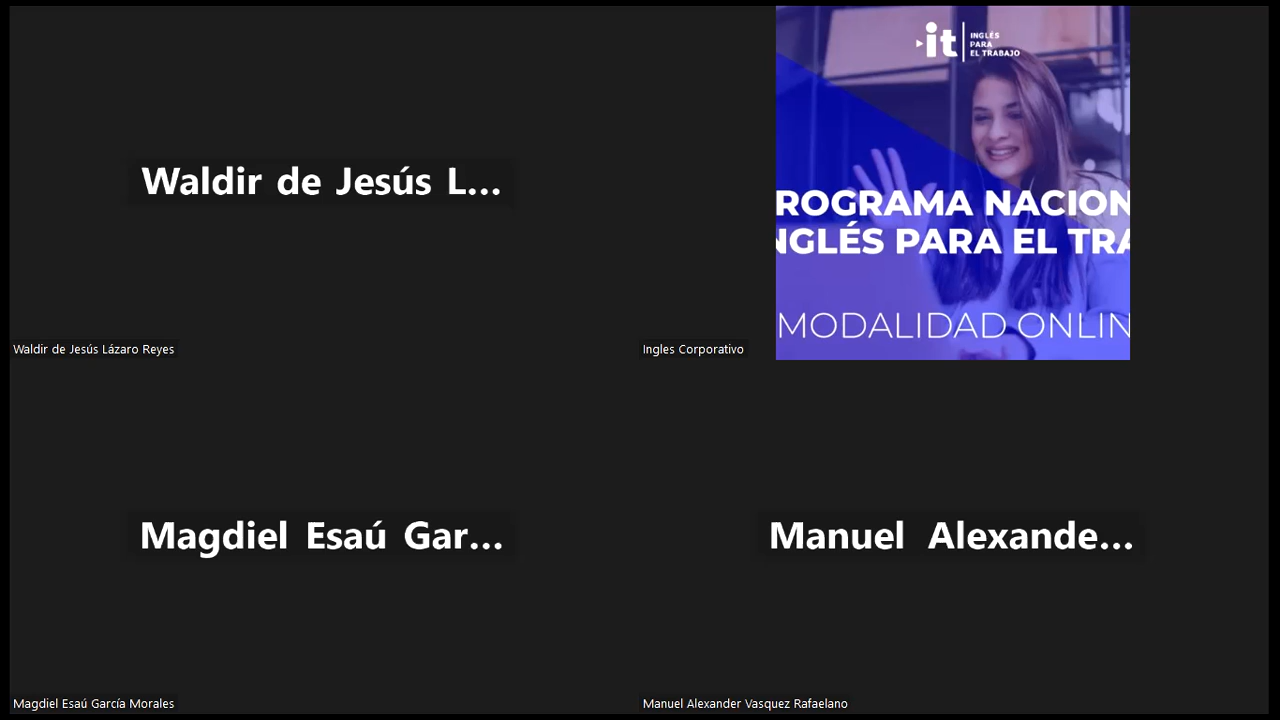 Waldir de Jesús L...
Waldir de Jesús Lázaro Reyes
it
INGLÉS
PARA
EL TRABAJO
ROGRAMA NACION
NGLÉS PARA EL TRA
MODALIDAD ONLIN
Ingles Corporativo
Magdiel Esaú Gar...
Magdiel Esaú García Morales
Manuel Alexande...
Manuel Alexander Vasquez Rafaelano